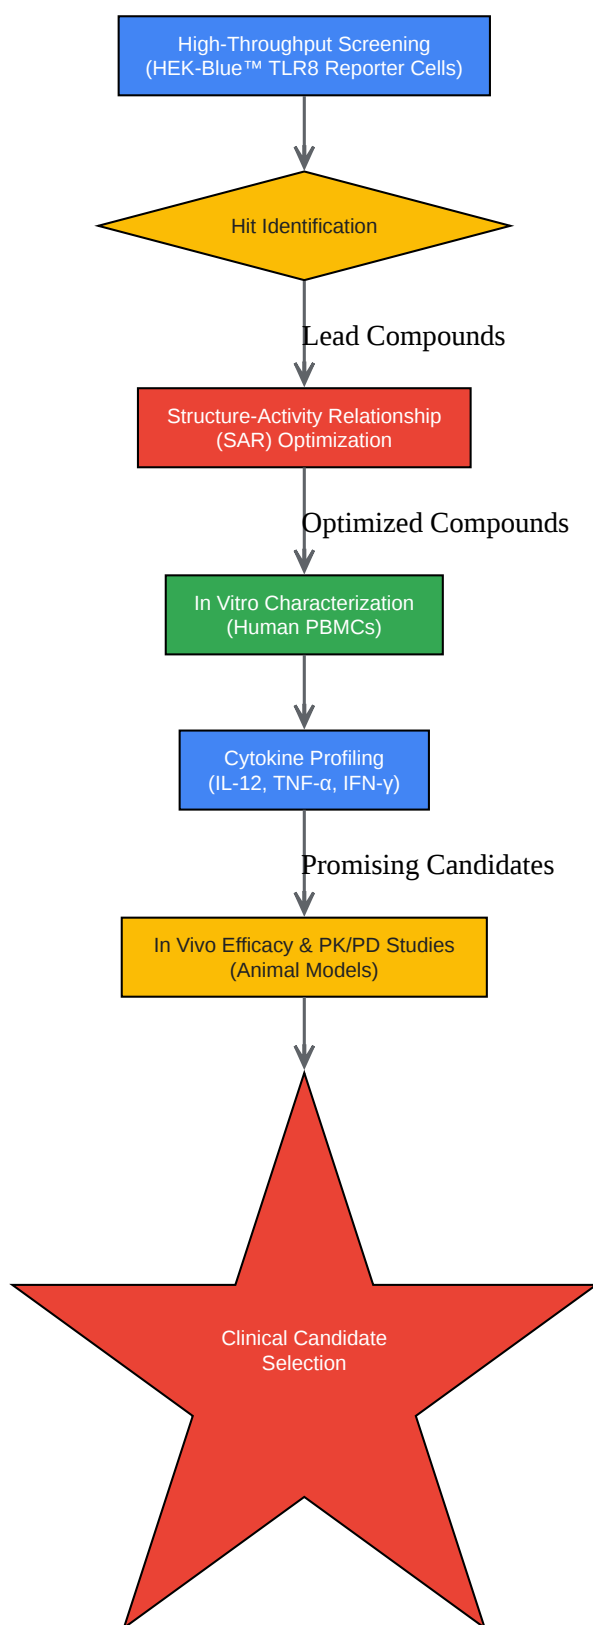 High-Throughput Screening
(HEK-Blue™ TLR8 Reporter Cells)
Hit Identification
Lead Compounds
Structure-Activity Relationship
(SAR) Optimization
Optimized Compounds
In Vitro Characterization
(Human PBMCs)
Cytokine Profiling
(IL-12, TNF-α, IFN-γ)
Promising Candidates
In Vivo Efficacy & PK/PD Studies
(Animal Models)
Clinical Candidate
Selection